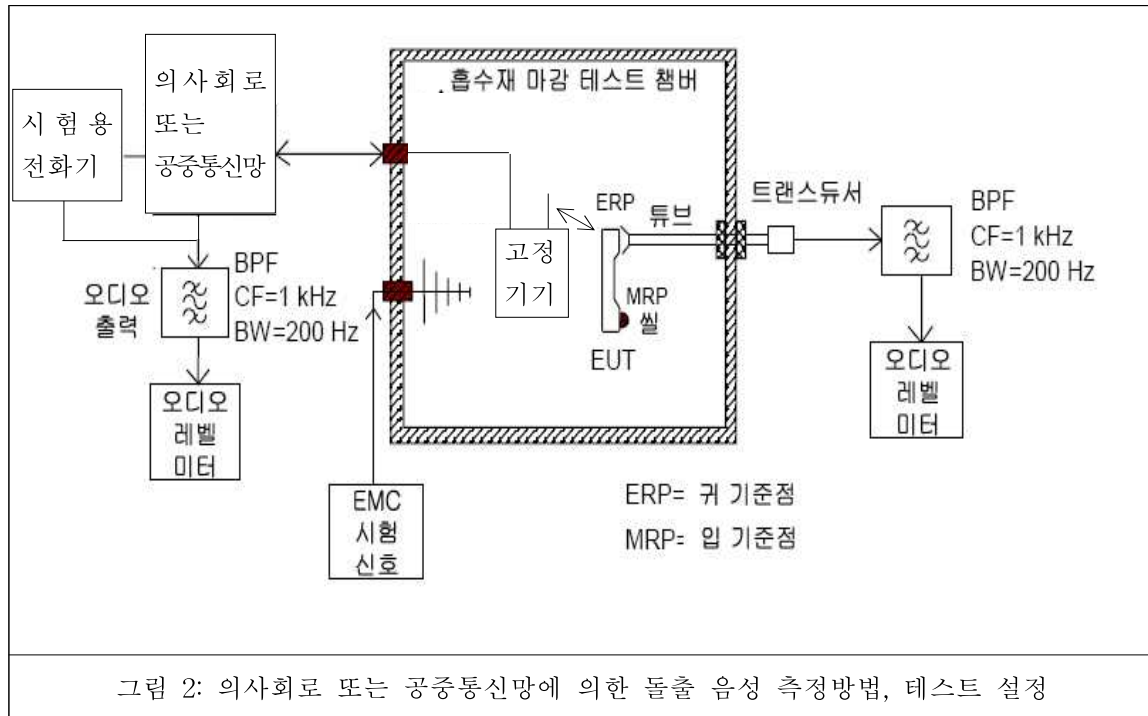 흡수재 마감 테스트 챔버
의사회로
또는
공중통신망
시 험 용
전화기
오디오
출력
BPF
CF=1 kHz
BW=200 Hz
오디오
레벨
미터
EMC
시험
신호
고정
기기
ERP
튜브
MRP
씰
EUT
트랜스듀서
BPF
CF=1 kHz
BW=200 Hz
오디오
레벨
미터
ERP= 귀 기준점
MRP= 입 기준점
그림 2: 의사회로 또는 공중통신망에 의한 돌출 음성 측정방법, 테스트 설정